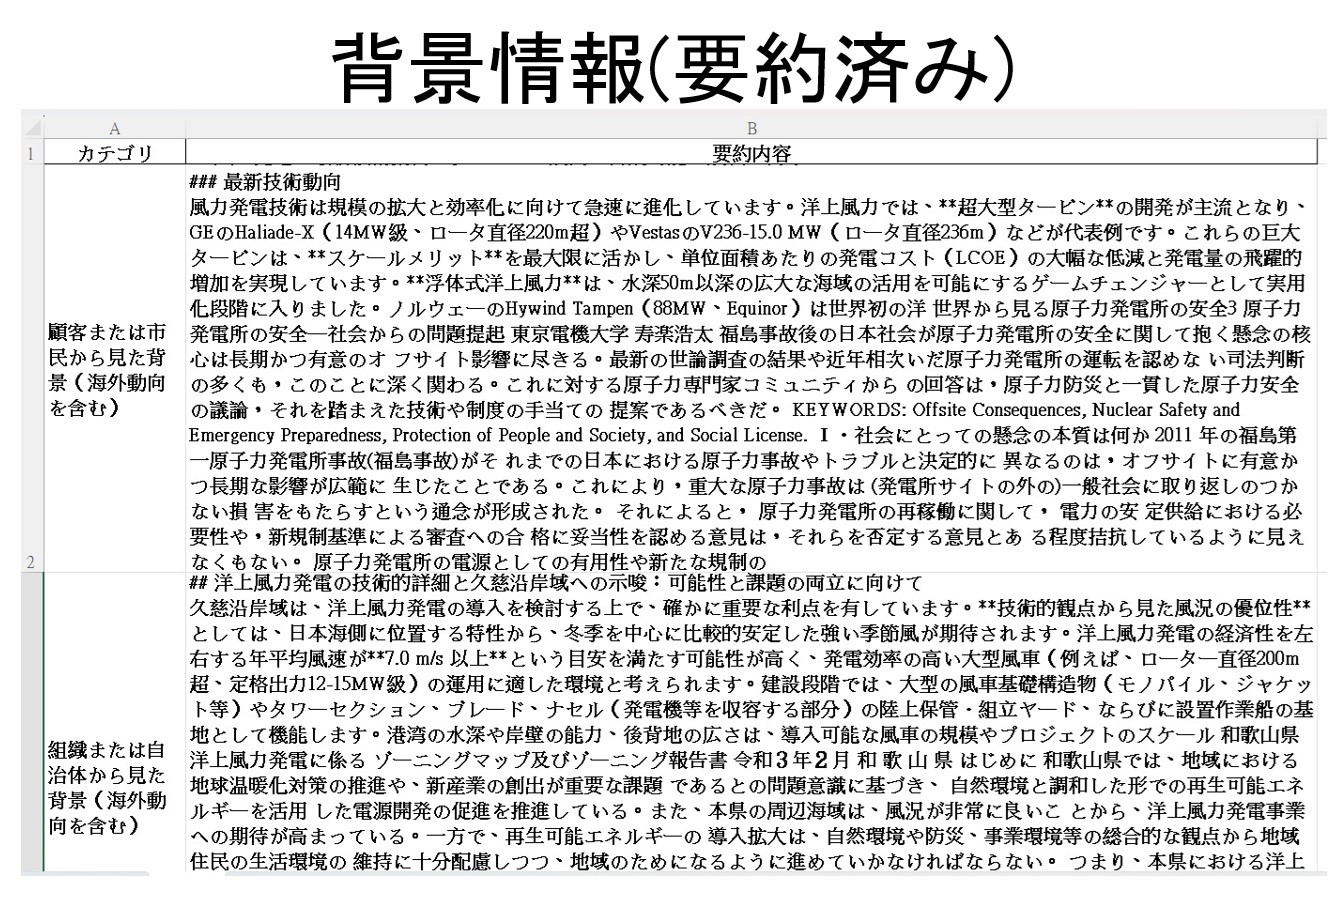 背景情報(要約済み)
A B
1 カテゴリ 要約内容
### 最新技術動向
風力発電技術は規模の拡大と効率化に向けて急速に進化しています。洋上風力では、**超大型タービン**の開発が主流となり、
GEのHaliade-X（14MW級、ロータ直径220m超）やVestasのV236-15.0 MW（ロータ直径236m）などが代表例です。これらの巨大
タービンは、**スケールメリット**を最大限に活かし、単位面積あたりの発電コスト（LCOE）の大幅な低減と発電量の飛躍的
増加を実現しています。**浮体式洋上風力**は、水深50m以深の広大な海域の活用を可能にするゲームチェンジャーとして実用
化段階に入りました。ノルウェーのHywind Tampen（88MW、Equinor）は世界初の洋 世界から見る原子力発電所の安全3 原子力
発電所の安全―社会からの問題提起 東京電機大学 寿楽浩太 福島事故後の日本社会が原子力発電所の安全に関して抱く懸念の核
心は長期かつ有意のオ フサイト影響に尽きる。最新の世論調査の結果や近年相次いだ原子力発電所の運転を認めな い司法判断
の多くも，このことに深く関わる。これに対する原子力専門家コミュニティから の回答は，原子力防災と一貫した原子力安全
の議論，それを踏まえた技術や制度の手当ての 提案であるべきだ。 KEYWORDS: Offsite Consequences, Nuclear Safety and
Emergency Preparedness, Protection of People and Society, and Social License. Ⅰ・社会にとっての懸念の本質は何か 2011 年の福島第
一原子力発電所事故(福島事故)がそ れまでの日本における原子力事故やトラブルと決定的に 異なるのは，オフサイトに有意か
つ長期な影響が広範に 生じたことである。これにより，重大な原子力事故は (発電所サイトの外の)一般社会に取り返しのつか
ない損 害をもたらすという通念が形成された。 それによると， 原子力発電所の再稼働に関して， 電力の安 定供給における必
要性や，新規制基準による審査への合 格に妥当性を認める意見は，それらを否定する意見とあ る程度拮抗しているように見え
なくもない。 原子力発電所の電源としての有用性や新たな規制の
顧客または市
民から見た背
景（海外動向
を含む）
2
## 洋上風力発電の技術的詳細と久慈沿岸域への示唆：可能性と課題の両立に向けて
久慈沿岸域は、洋上風力発電の導入を検討する上で、確かに重要な利点を有しています。**技術的観点から見た風況の優位性**
としては、日本海側に位置する特性から、冬季を中心に比較的安定した強い季節風が期待されます。洋上風力発電の経済性を左
右する年平均風速が**7.0 m/s 以上**という目安を満たす可能性が高く、発電効率の高い大型風車（例えば、ローター直径200m
超、定格出力12-15MW級）の運用に適した環境と考えられます。建設段階では、大型の風車基礎構造物（モノパイル、ジャケッ
ト等）やタワーセクション、ブレード、ナセル（発電機等を収容する部分）の陸上保管・組立ヤード、ならびに設置作業船の基
地として機能します。港湾の水深や岸壁の能力、後背地の広さは、導入可能な風車の規模やプロジェクトのスケール 和歌山県
洋上風力発電に係る ゾーニングマップ及びゾーニング報告書 令和３年２月 和 歌 山 県 はじめに 和歌山県では、地域における
地球温暖化対策の推進や、新産業の創出が重要な課題 であるとの問題意識に基づき、 自然環境と調和した形での再生可能エネ
ルギーを活用 した電源開発の促進を推進している。また、本県の周辺海域は、風況が非常に良いこ とから、洋上風力発電事業
への期待が高まっている。一方で、再生可能エネルギーの 導入拡大は、自然環境や防災、事業環境等の総合的な観点から地域
住民の生活環境の 維持に十分配慮しつつ、地域のためになるように進めていかなければならない。 つまり、本県における洋上
組織または自
治体から見た
背景（海外動
向を含む）